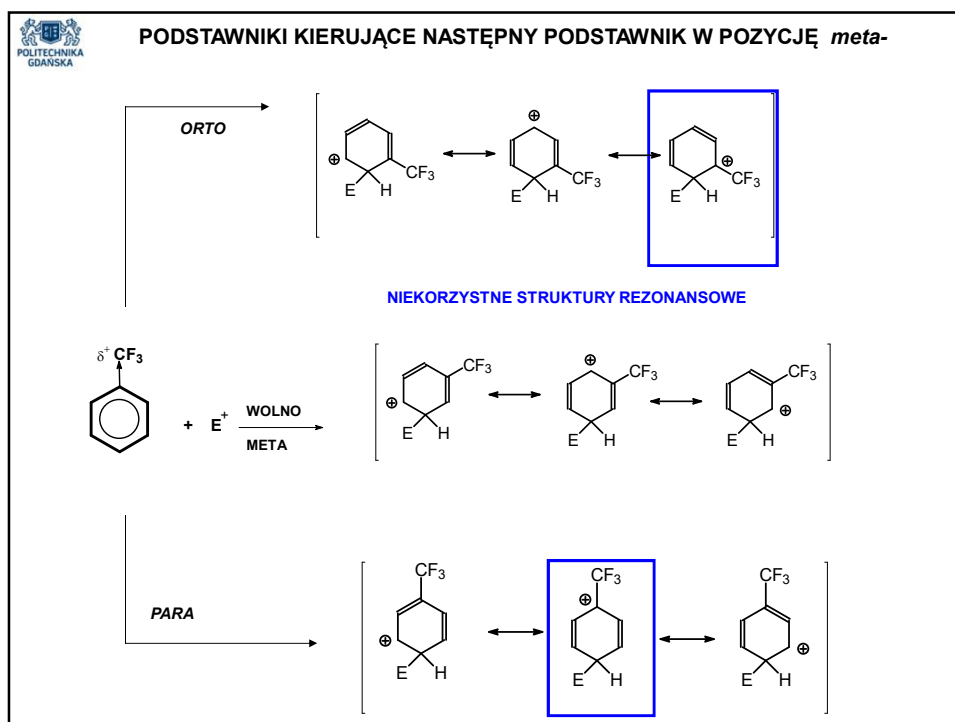 POLITECHNIKA
GDAŃSKA
PODSTAWNIKI KIERUJĄCE NASTĘPNY PODSTAWNIK W POZYCJĘ meta-
ORTO
⊕
E H
CF3
⊕
E H
CF3
⊕
E H
CF3
NIEKORZYSTNE STRUKTURY REZONANSOWE
δ+ CF3
+ E+
WOLNO
META
CF3
⊕
E H
⊕
CF3
E H
CF3
⊕
E H
PARA
CF3
⊕
E H
CF3
⊕
E H
CF3
⊕
E H